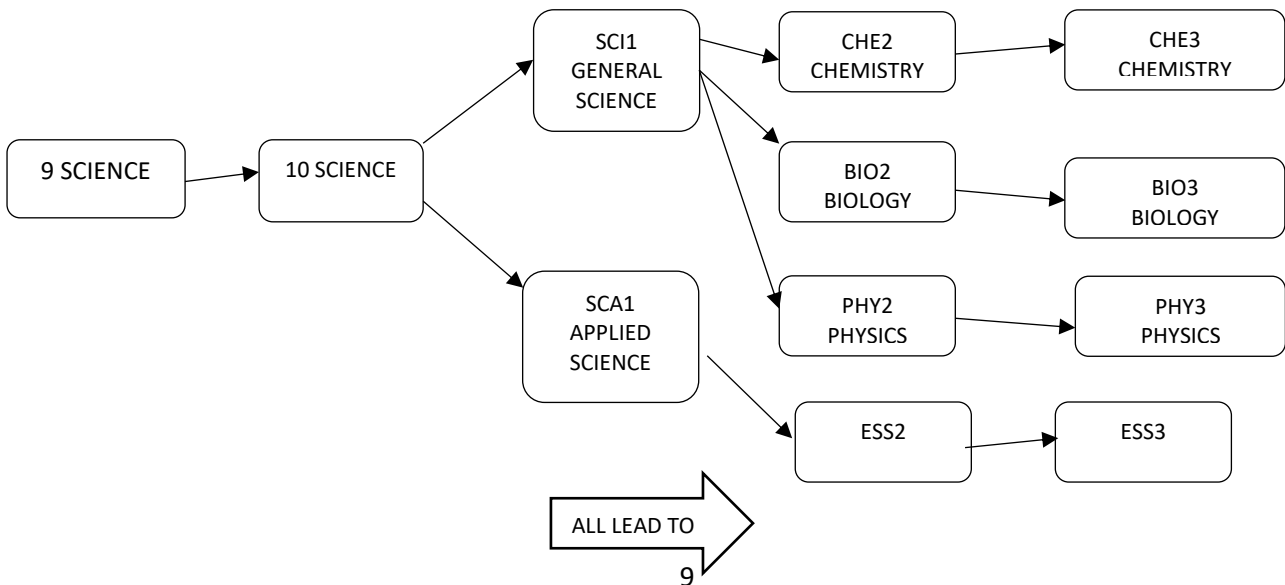 9 SCIENCE
10 SCIENCE
SCI1
GENERAL
SCIENCE
SCA1
APPLIED
SCIENCE
CHE2
CHEMISTRY
CHE3
CHEMISTRY
BIO2
BIOLOGY
BIO3
BIOLOGY
PHY2
PHYSICS
PHY3
PHYSICS
ESS2
ESS3
ALL LEAD TO
9